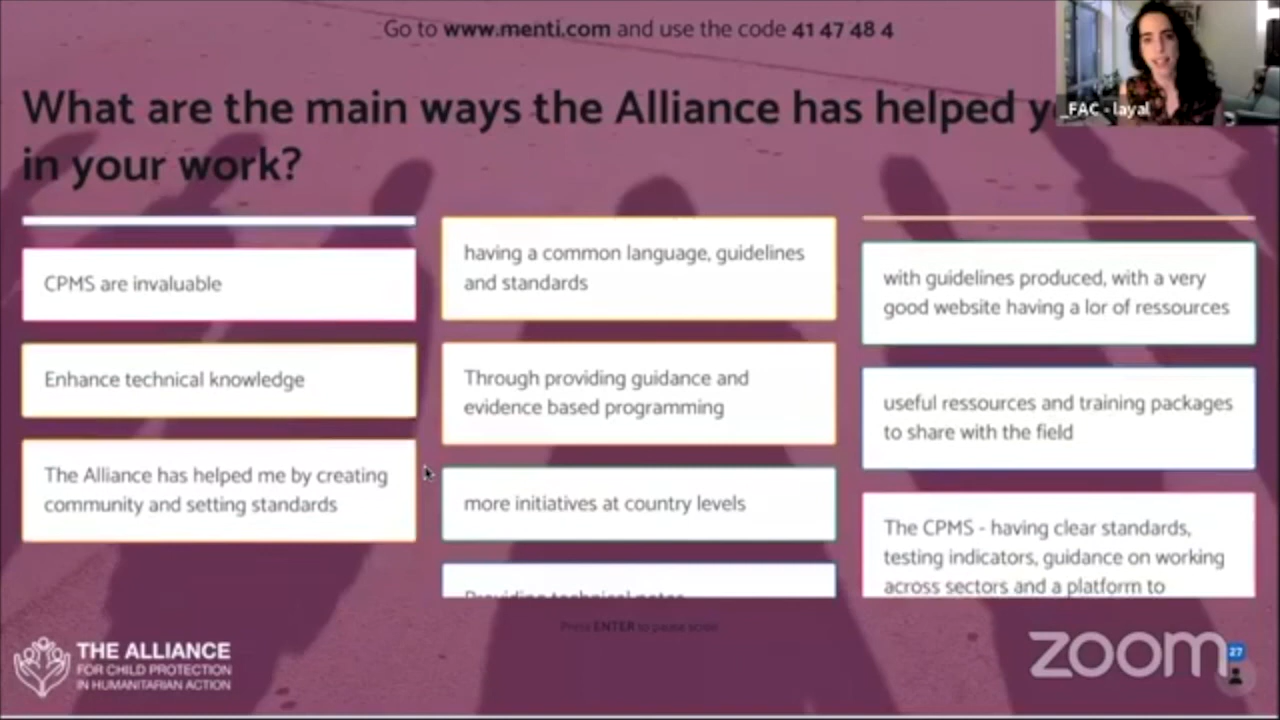 Go to www.menti.com and use the code 41 47 48 4
What are the main ways the Alliance has helped
in your work?
FAC - layal
CPMS are invaluable
Enhance technical knowledge
The Alliance has helped me by creating
community and setting standards
having a common language, guidelines
and standards
Through providing guidance and
evidence based programming
more initiatives at country levels
Providing technical notes
with guidelines produced, with a very
good website having a lor of ressources
useful ressources and training packages
to share with the field
The CPMS - having clear standards,
testing indicators, guidance on working
across sectors and a platform to
Press ENTER to pause scroll
THE ALLIANCE
FOR CHILD PROTECTION
IN HUMANITARIAN ACTION
zoom
27